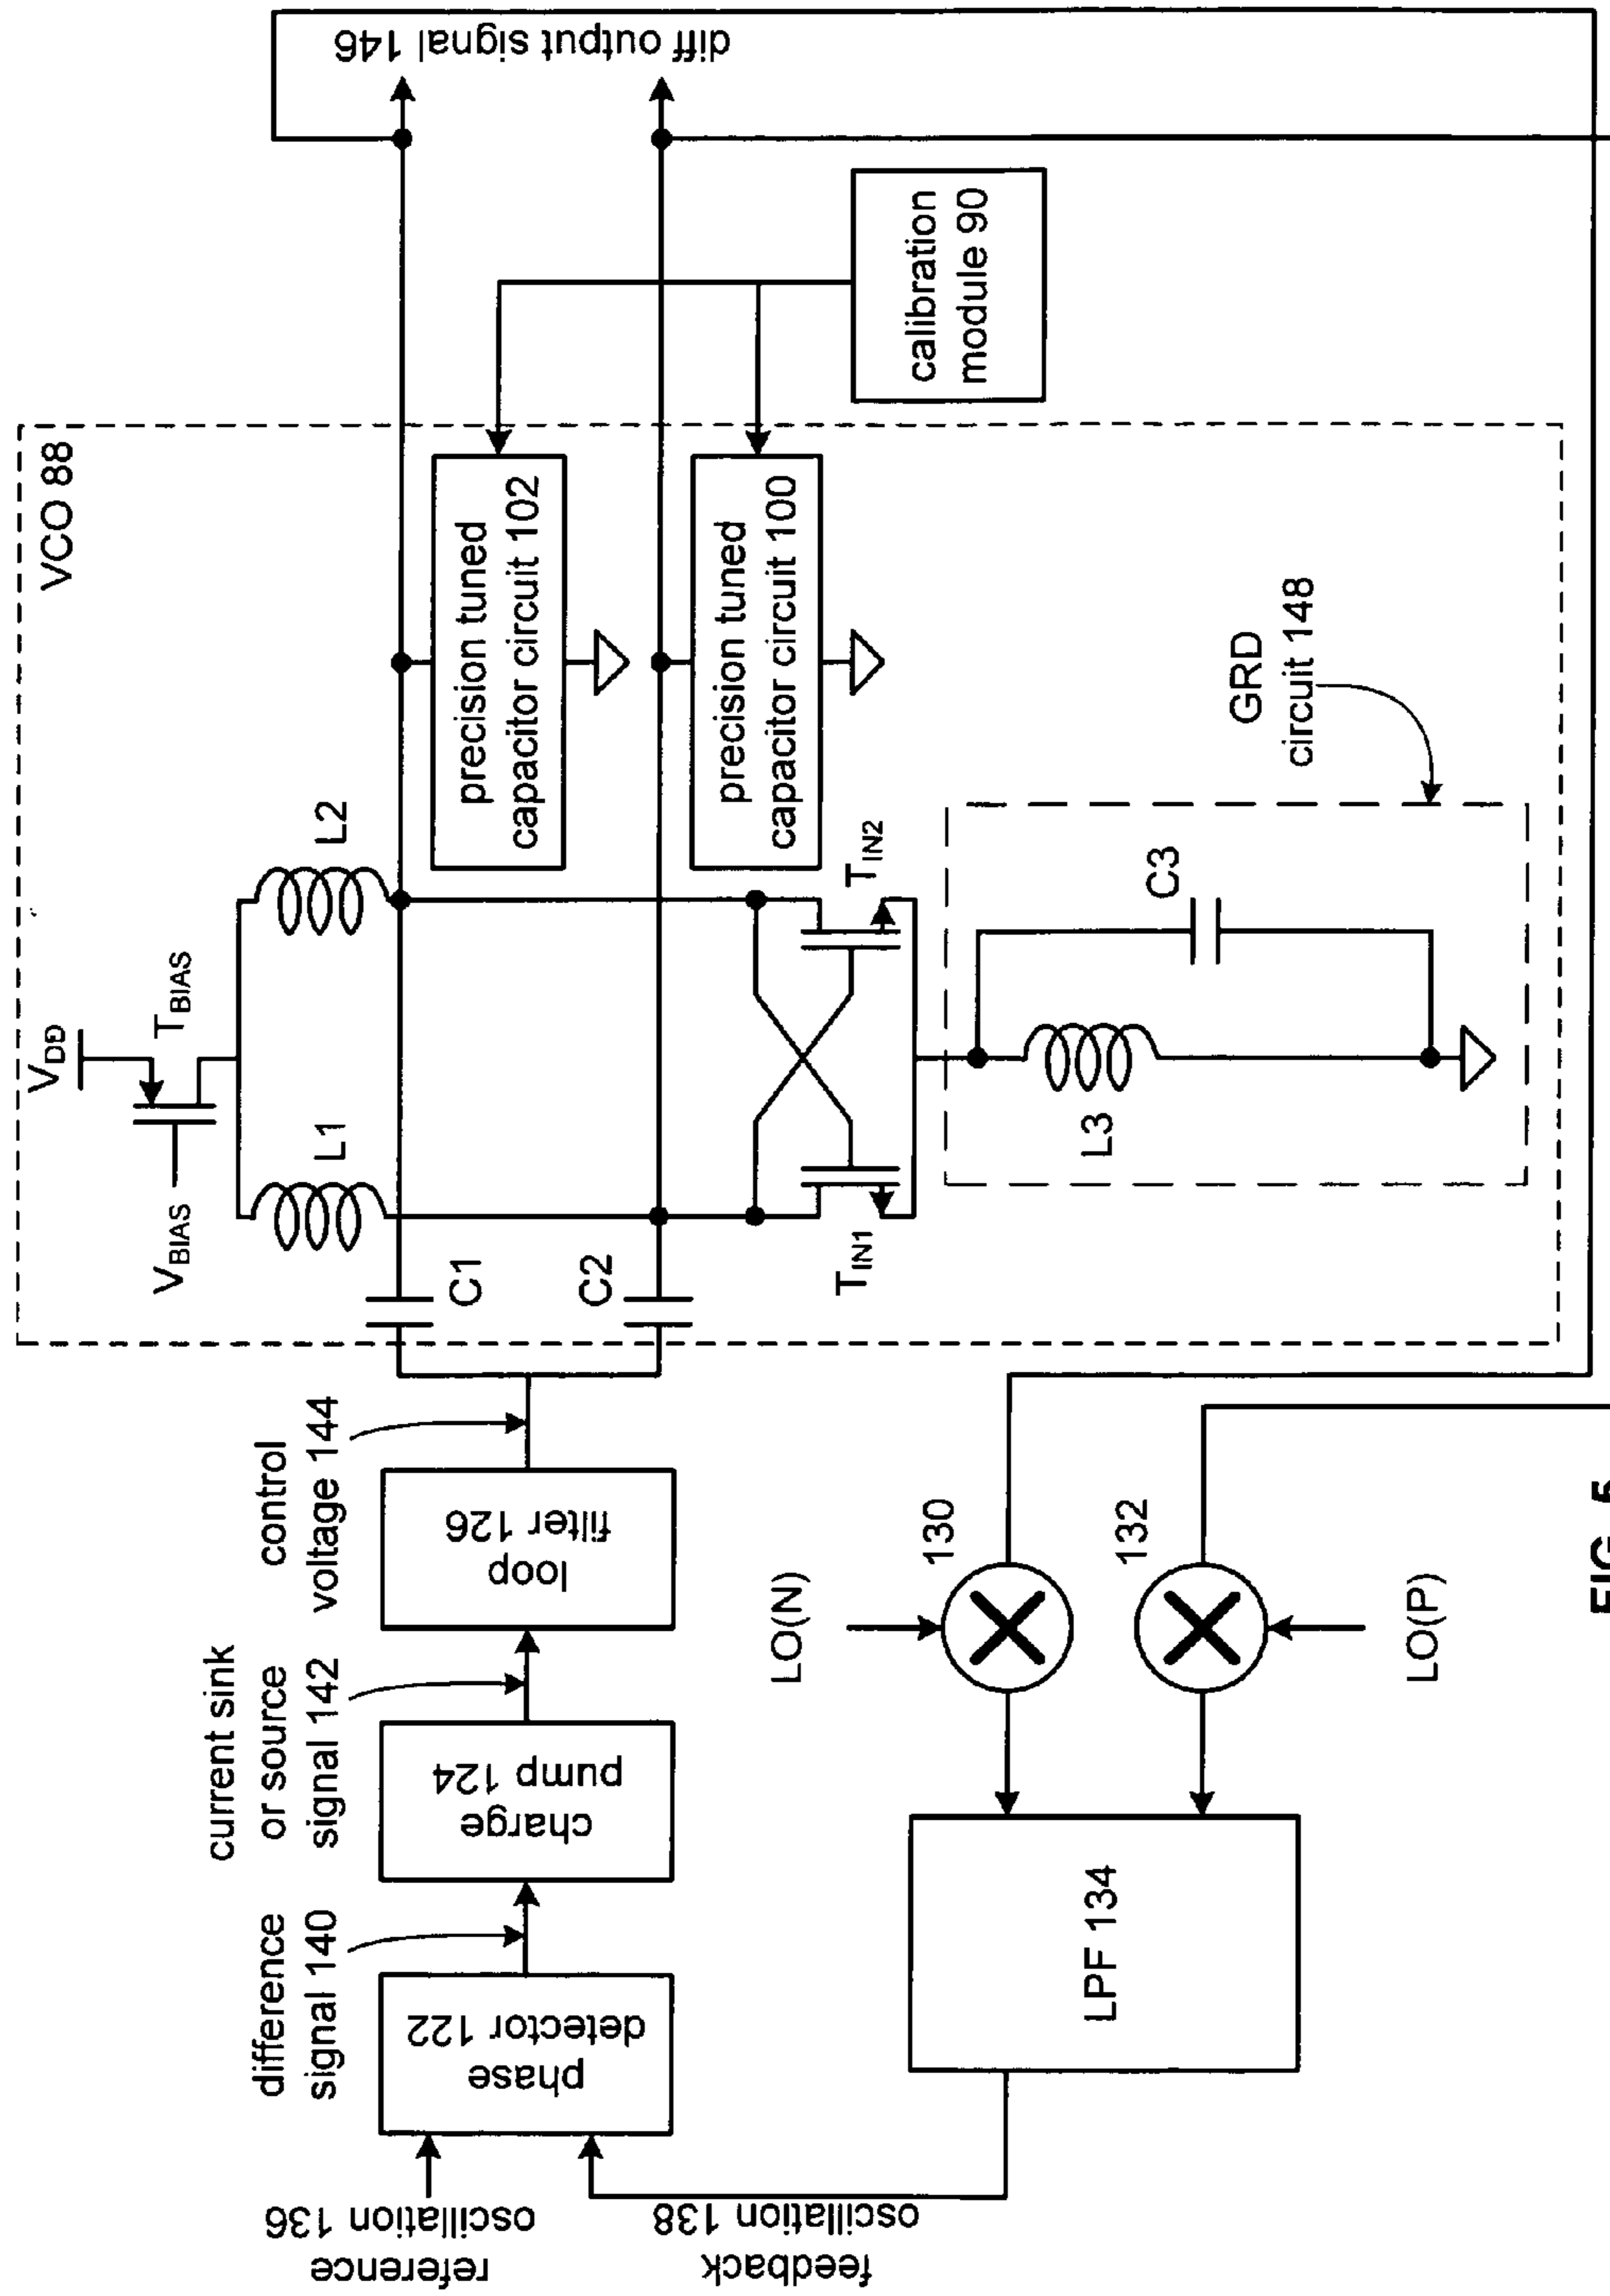 VCO 88
V_DD
T_BIAS
V_BIAS
L1
L2
C1
C2
diff output signal 146
precision tuned
capacitor circuit 102
precision tuned
capacitor circuit 100
calibration
module 90
T_IN1
T_IN2
GRD
circuit 148
L3
C3
reference
oscillation 136
feedback
oscillation 138
phase
detector 122
difference
signal 140
charge
pump 124
current sink
or source
signal 142
loop
filter 126
control
voltage 144
LO(N)
130
132
LO(P)
LPF 134
FIG. 5